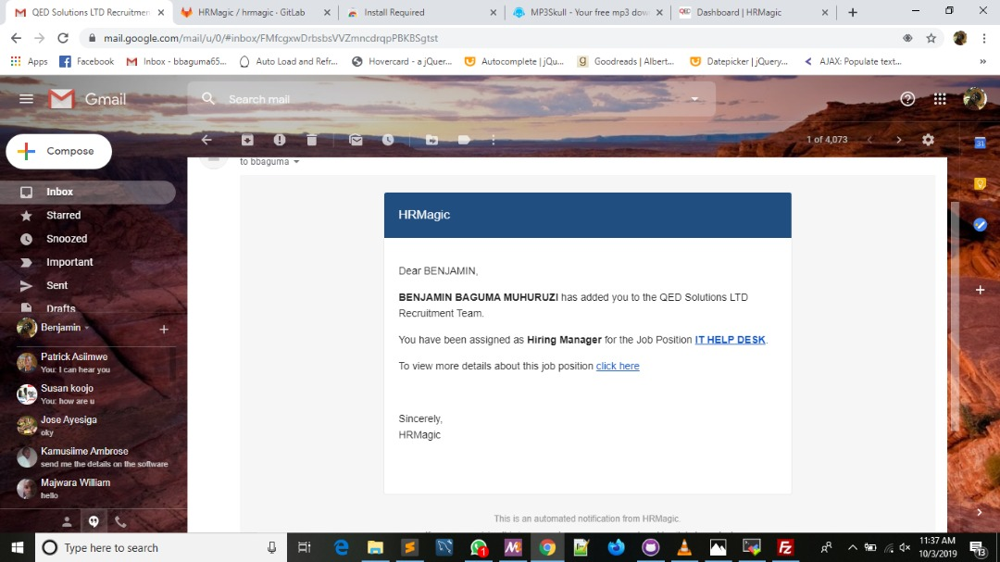 QED Solutions LTD Recruitmen
HRMagic / hrmagic · GitLab
Install Required
MP3Skull - Your free mp3 dow
Dashboard | HRMagic
mail.google.com/mail/u/0/#inbox/FMfcgxwDrbsbsVVZmncdrqpPBKBSgtst
Apps
Facebook
Inbox - bbaguma65...
Auto Load and Refr...
Hovercard - a jQuer...
Autocomplete | jQu...
Goodreads | Albert...
Datepicker | jQuery...
AJAX: Populate text...
»
Gmail
Search mail
Compose
1 of 4,073
31
to bbaguma
Inbox
Starred
Snoozed
Important
Sent
Drafts
Benjamin
Patrick Asiimwe
You: I can hear you
Susan koojo
You: how are u
Jose Ayesiga
oky
Kamusiime Ambrose
send me the details on the software
Majwara William
hello
HRMagic
Dear BENJAMIN,
BENJAMIN BAGUMA MUHURUZI has added you to the QED Solutions LTD
Recruitment Team.
You have been assigned as Hiring Manager for the Job Position IT HELP DESK.
To view more details about this job position click here
Sincerely,
HRMagic
This is an automated notification from HRMagic.
Type here to search
11:37 AM
10/3/2019
13